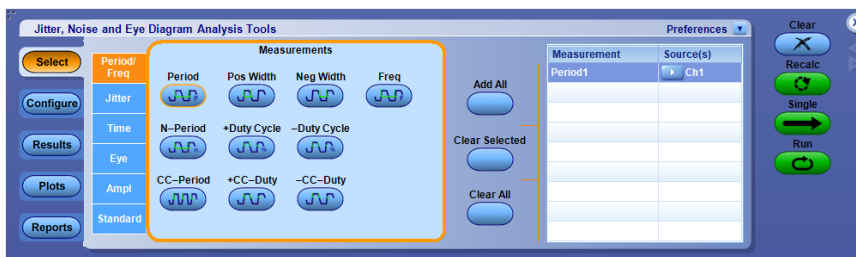 Jitter, Noise and Eye Diagram Analysis Tools
Preferences
Clear
Select
Configure
Results
Plots
Reports
Period/
Freq
Jitter
Time
Eye
Ampl
Standard
Measurements
Period
Pos Width
Neg Width
Freq
N–Period
+Duty Cycle
–Duty Cycle
CC–Period
+CC–Duty
–CC–Duty
Add All
Clear Selected
Clear All
Measurement
Source(s)
Period1
Ch1
Recalc
Single
Run